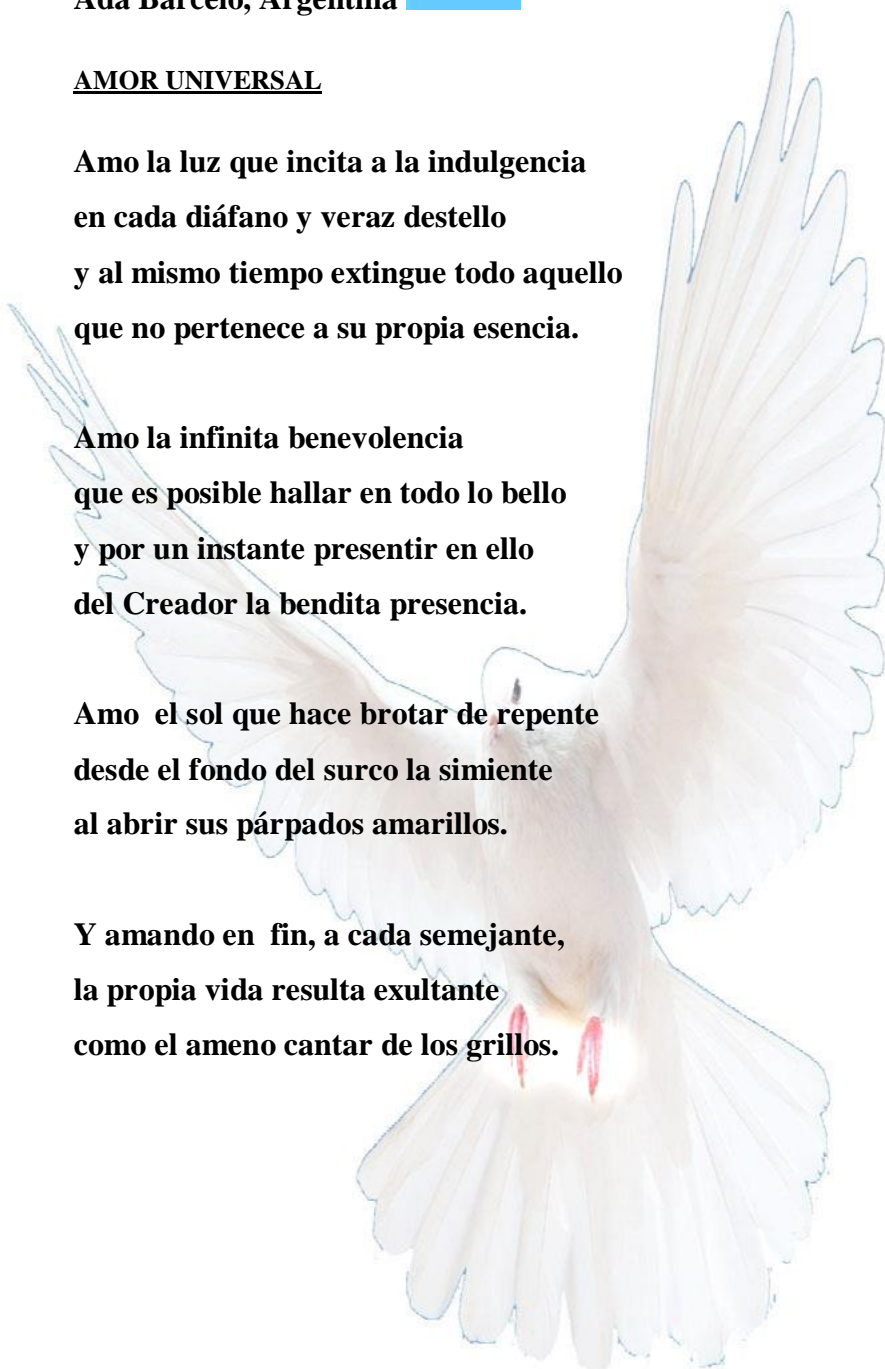 Ada Barcelo, Argentina
AMOR UNIVERSAL
Amo la luz que incita a la indulgencia
en cada diáfano y veraz destello
y al mismo tiempo extingue todo aquello
que no pertenece a su propia esencia.
Amo la infinita benevolencia
que es posible hallar en todo lo bello
y por un instante presentir en ello
del Creador la bendita presencia.
Amo el sol que hace brotar de repente
desde el fondo del surco la simiente
al abrir sus párpados amarillos.
Y amando en fin, a cada semejante,
la propia vida resulta exultante
como el ameno cantar de los grillos.